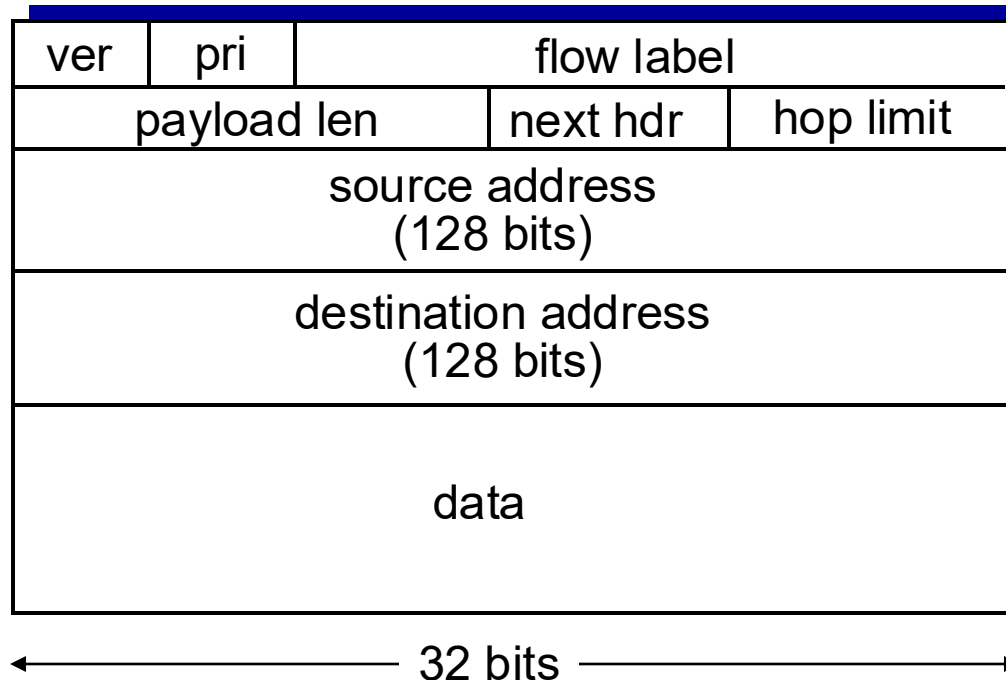 ver pri flow label
payload len next hdr hop limit
source address
(128 bits)
destination address
(128 bits)
data
32 bits